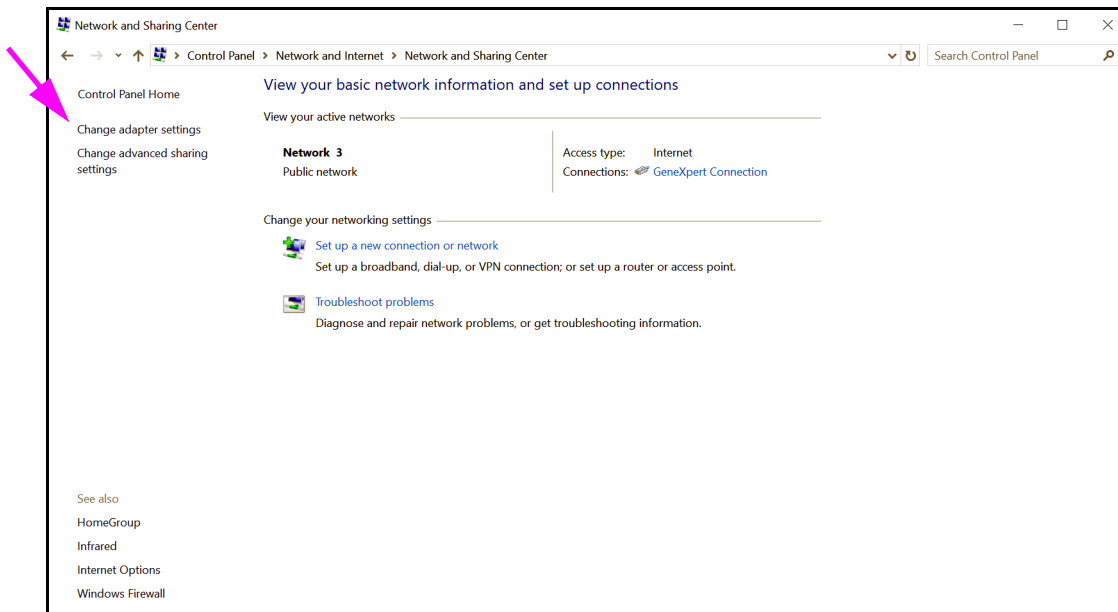 Network and Sharing Center
Control Panel > Network and Internet > Network and Sharing Center
Search Control Panel
Control Panel Home
Change adapter settings
Change advanced sharing
settings
View your basic network information and set up connections
View your active networks
Network 3
Public network
Access type: Internet
Connections: GeneXpert Connection
Change your networking settings
Set up a new connection or network
Set up a broadband, dial-up, or VPN connection; or set up a router or access point.
Troubleshoot problems
Diagnose and repair network problems, or get troubleshooting information.
See also
HomeGroup
Infrared
Internet Options
Windows Firewall